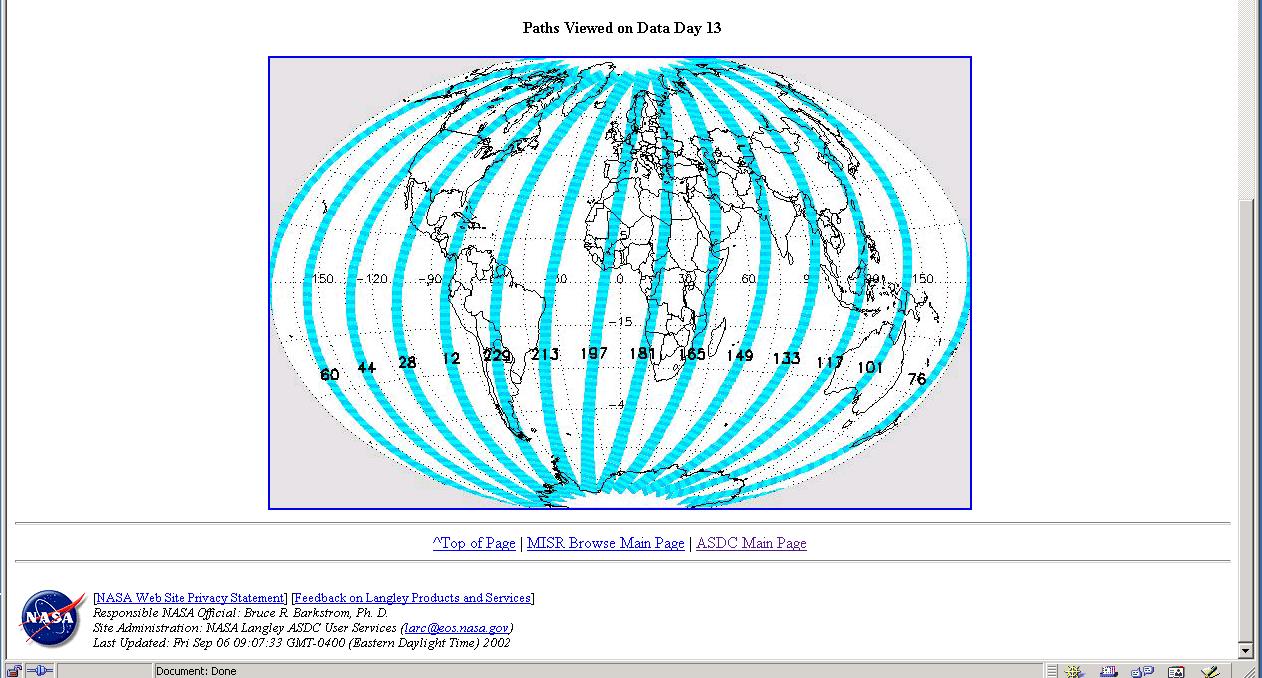 Paths Viewed on Data Day 13
150 -120 -90 0 60 150
-15
60 44 28 12 229 213 197 181 165 149 133 117 101 76
-4
^Top of Page | MISR Browse Main Page | ASDC Main Page
NASA
[NASA Web Site Privacy Statement] [Feedback on Langley Products and Services]
Responsible NASA Official: Bruce R. Barkstrom, Ph. D.
Site Administration: NASA Langley ASDC User Services (larc@eos.nasa.gov)
Last Updated: Fri Sep 06 09:07:33 GMT-0400 (Eastern Daylight Time) 2002
Document: Done